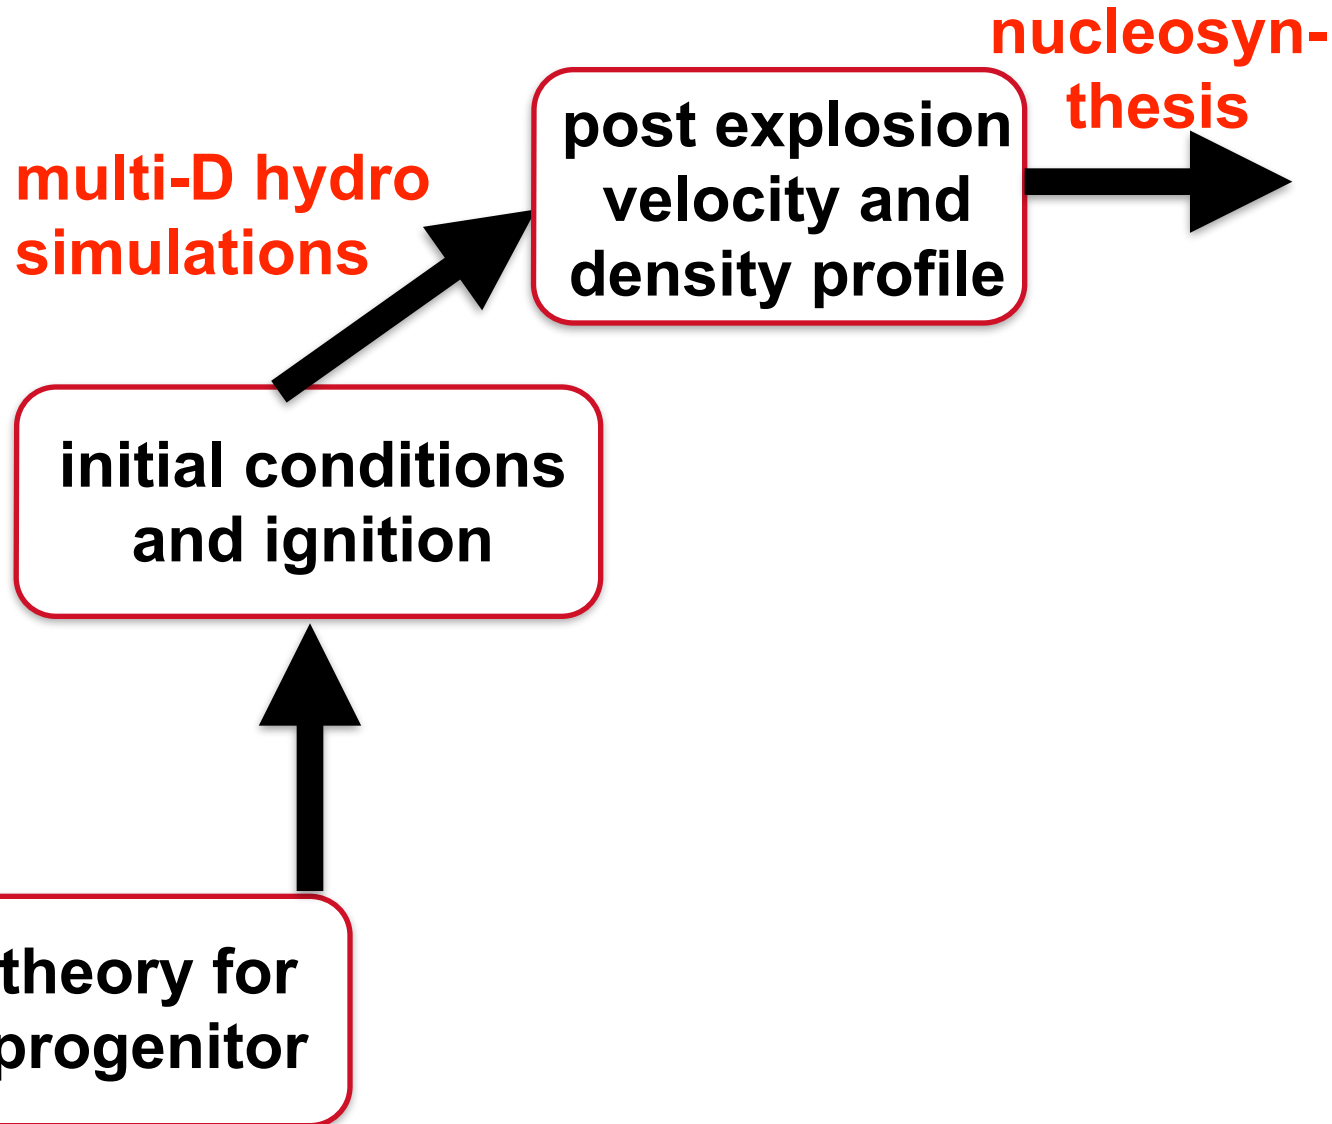 nucleosyn-
thesis
post explosion
velocity and
density profile
multi-D hydro
simulations
initial conditions
and ignition
theory for
progenitor